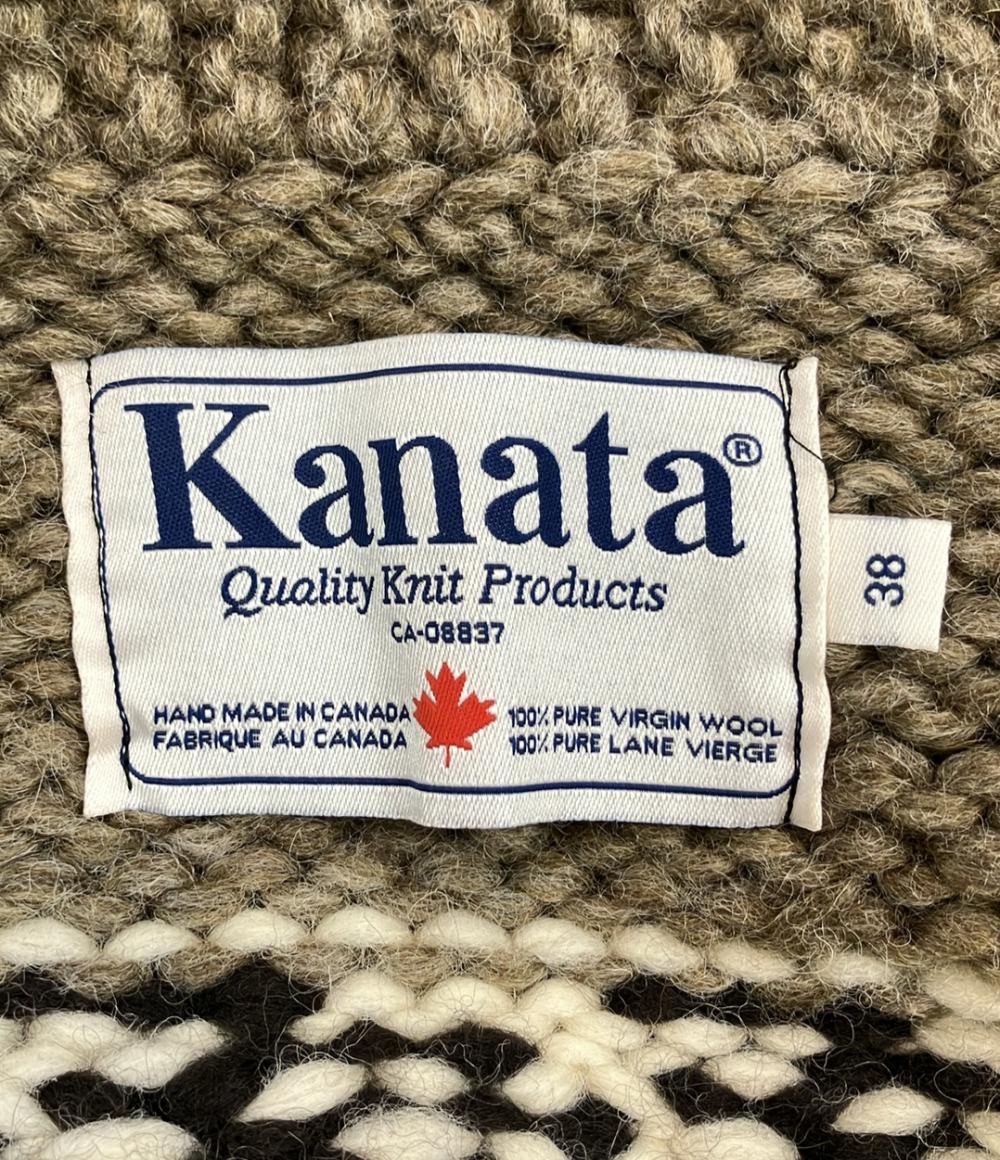 Kanata®
Quality Knit Products
CA-08837
HAND MADE IN CANADA
FABRIQUE AU CANADA
100% PURE VIRGIN WOOL
100% PURE LANE VIERGE
38